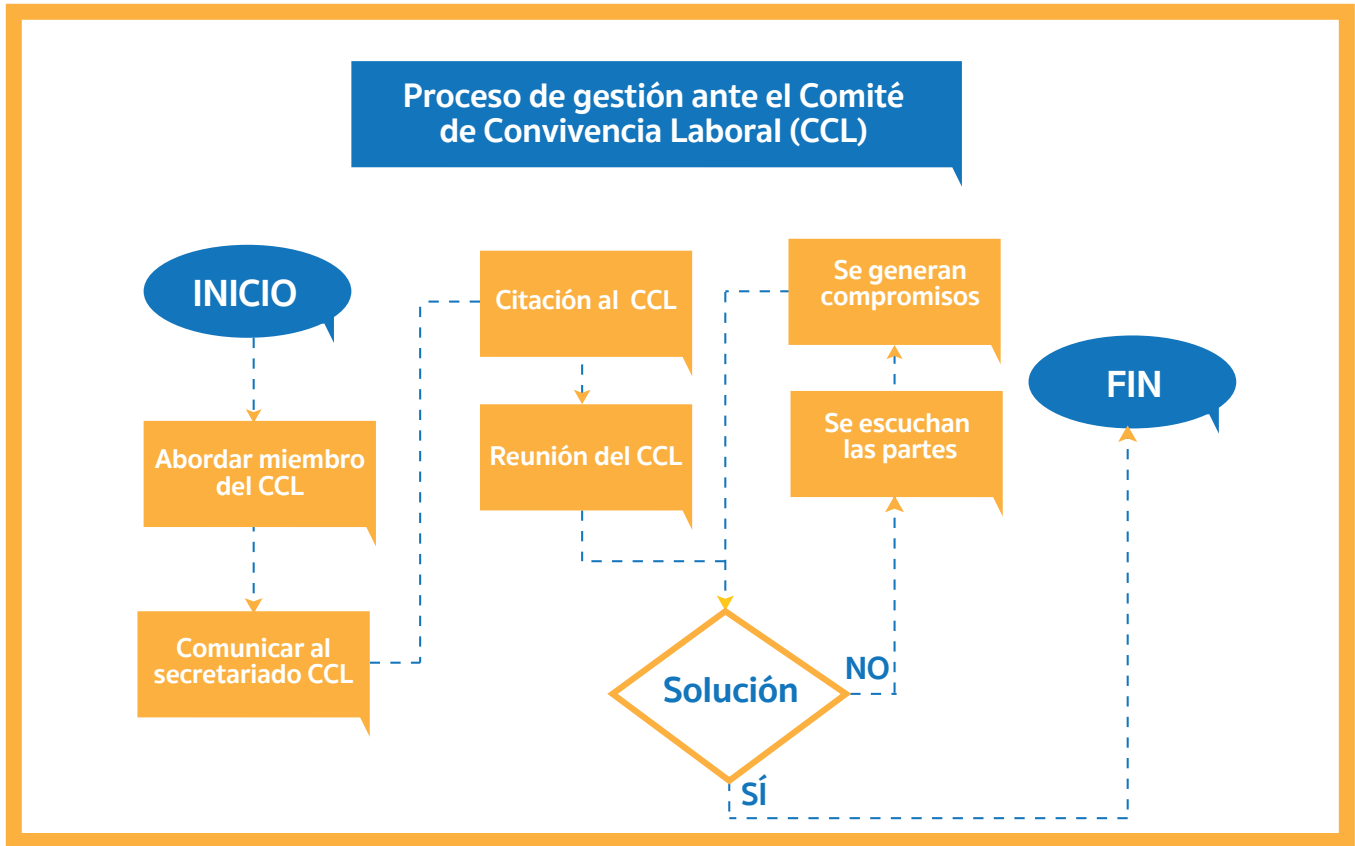 Proceso de gestión ante el Comité
de Convivencia Laboral (CCL)
INICIO
Abordar miembro
del CCL
Comunicar al
secretariado CCL
Citación al CCL
Reunión del CCL
Solución
NO
SÍ
Se escuchan
las partes
Se generan
compromisos
FIN